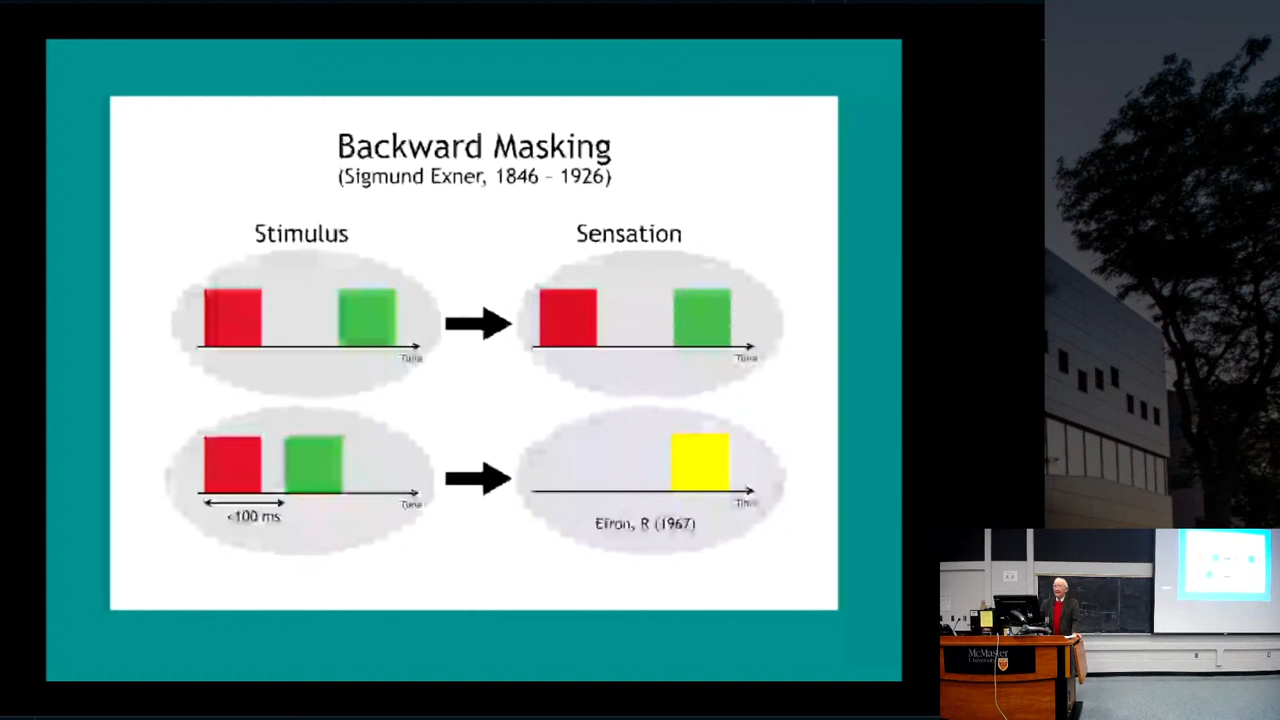 Backward Masking
(Sigmund Exner, 1846 – 1926)
Stimulus
Sensation
Time
Time
Time
Time
<100 ms
Efron, R (1967)
McMaster
University